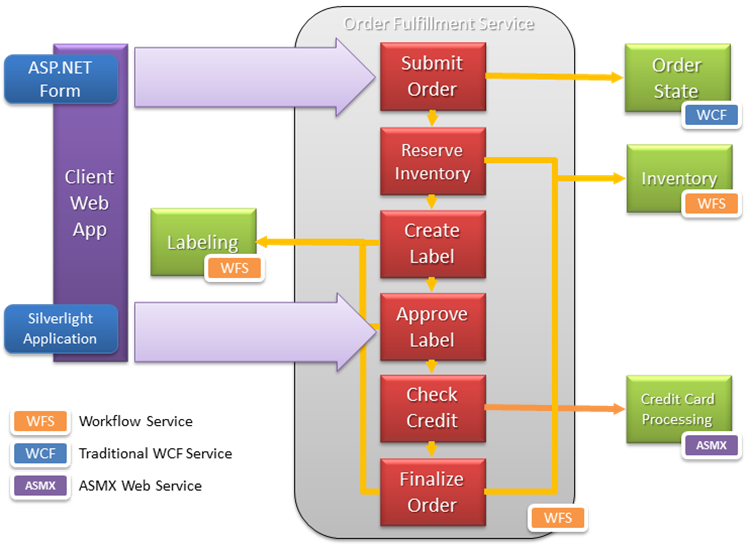 Order Fulfillment Service
ASP.NET
Form
Client
Web
App
Silverlight
Application
Submit
Order
Reserve
Inventory
Create
Label
Approve
Label
Check
Credit
Finalize
Order
WFS
Labeling
WFS
Order
State
WCF
Inventory
WFS
Credit Card
Processing
ASMX
WFS Workflow Service
WCF Traditional WCF Service
ASMX ASMX Web Service